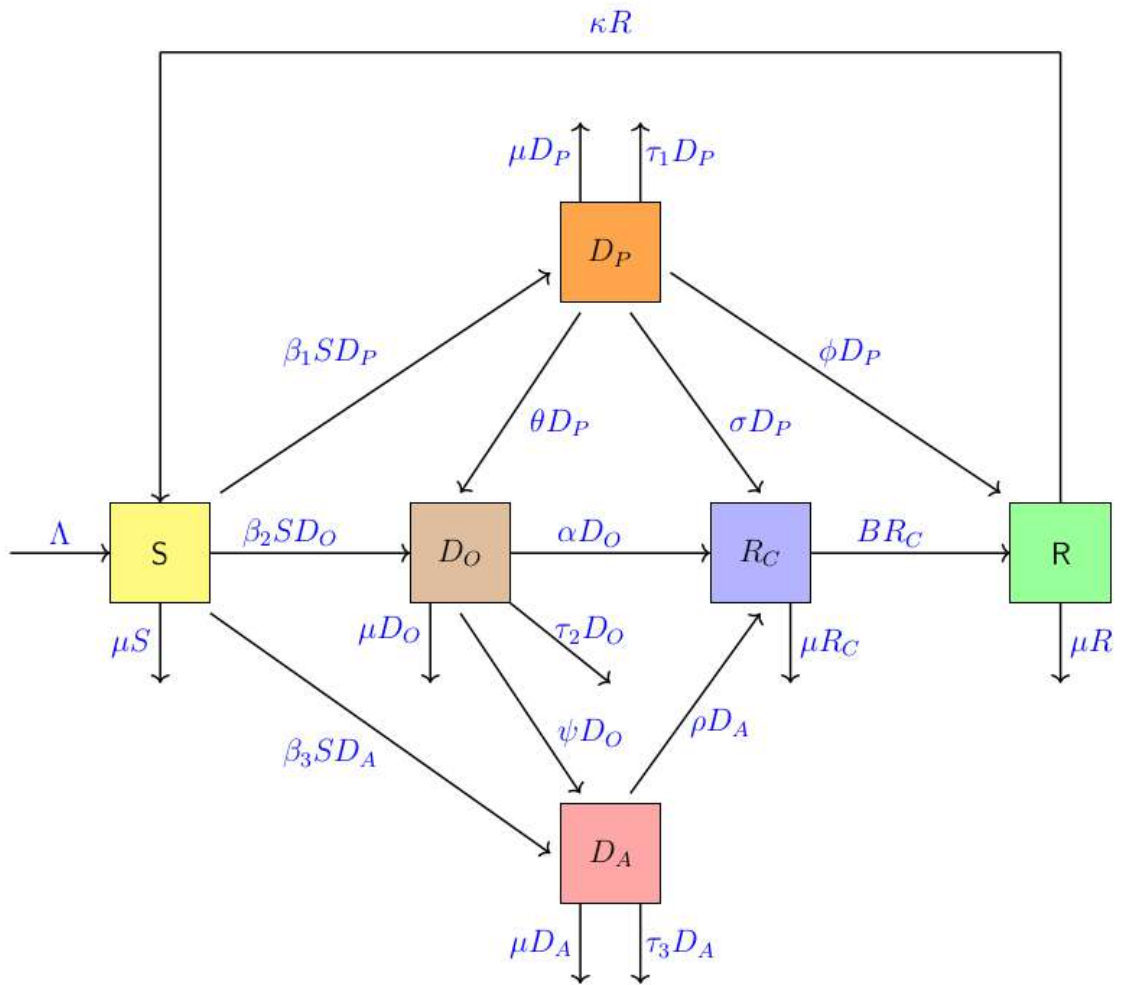 κR
μD_P
τ_1D_P
D_P
β_1SD_P
φD_P
θD_P
σD_P
Λ
S
β_2SD_O
D_O
αD_O
R_C
BR_C
R
μS
μD_O
τ_2D_O
μR_C
μR
β_3SD_A
ψD_O
ρD_A
D_A
μD_A
τ_3D_A